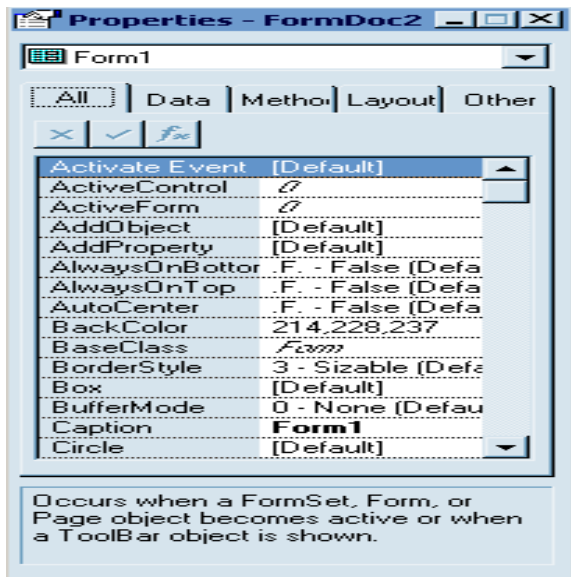 Properties - FormDoc2
Form1
All Data Metho Layout Other
Activate Event [Default]
ActiveControl 0
ActiveForm 0
AddObject [Default]
AddProperty [Default]
AlwaysOnBottor .F. - False (Defa
AlwaysOnTop .F. - False (Defa
AutoCenter .F. - False (Defa
BackColor 214,228,237
BaseClass Form
BorderStyle 3 - Sizable (Defa
Box [Default]
BufferMode 0 - None (Defau
Caption Form1
Circle [Default]
Occurs when a FormSet, Form, or
Page object becomes active or when
a ToolBar object is shown.